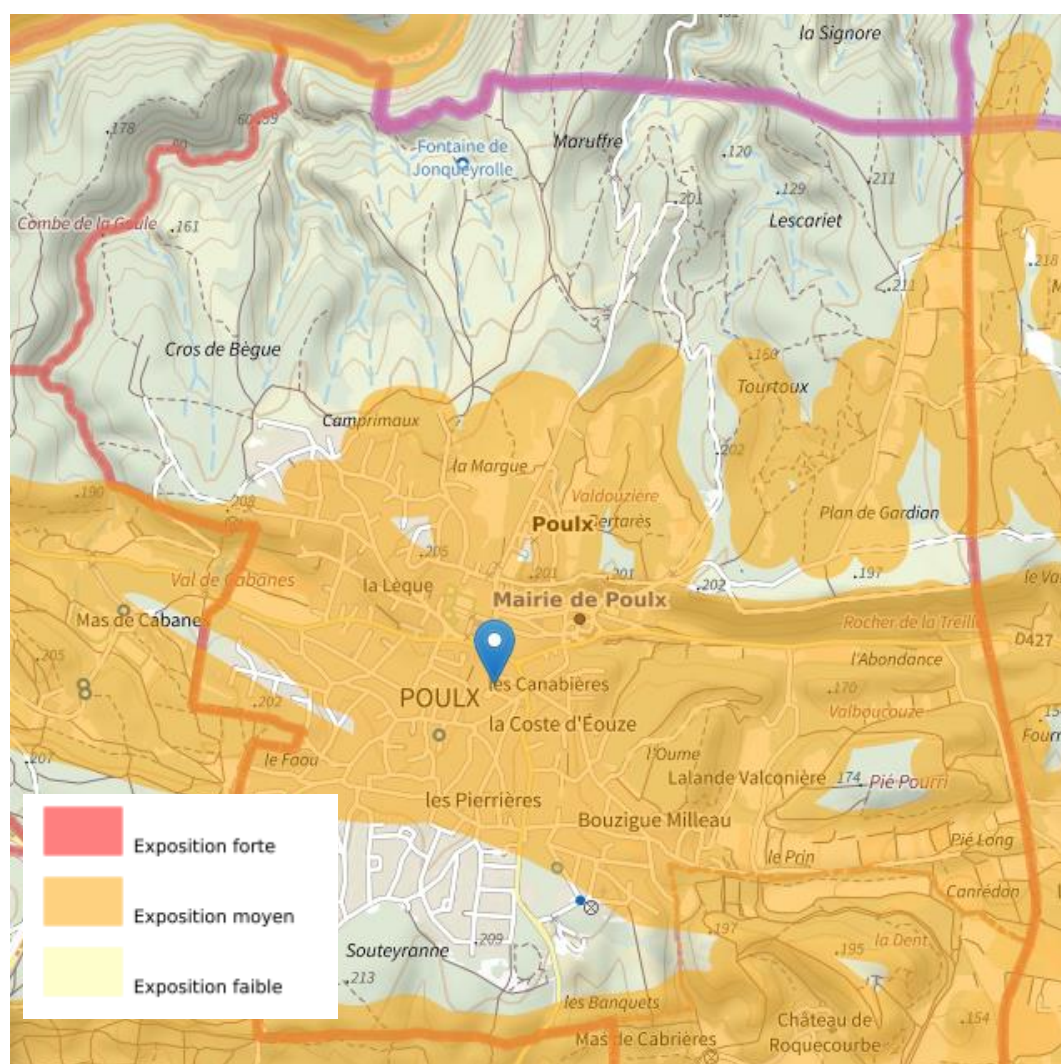 la Signore
.178
60.59
80
Fontaine de
Jonqueyrolle
Maruffre
.120
.129
.211
.201
Lescariet
Combe de la Goule
.161
.218
.211
Cros de Bègue
.160
Tourtoux
Camprimaux
la Margue
.202
.190
.208
Valdouzière
Poulx
Bertarès
Plan de Gardian
.205
.201
.201
.202
.197
Val de Cabanes
la Lèque
Mairie de Poulx
Mas de Cabane
Rocher de la Treill
D427
.205
l'Abondance
les Canabières
.170
.202
POULX
la Coste d'Éouze
Valboucouze
.207
le Faou
l'Oume
Lalande Valconière
174
Pié Pourri
les Pierrières
Bouzigue Milleau
Exposition forte
le Prin
Pié Long
Canrédon
Exposition moyen
.197
la Dent
.195
Souteyranne
.209
.213
Exposition faible
les Banquets
Château de
Roquecourbe
.154
Mas de Cabrières